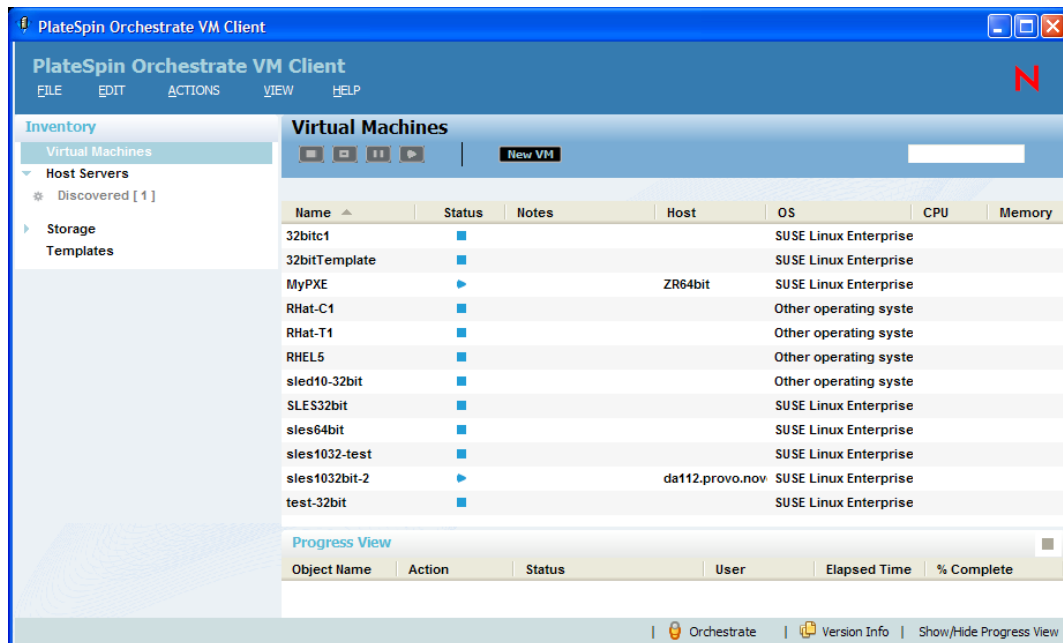 PlateSpin Orchestrate VM Client
PlateSpin Orchestrate VM Client
FILE EDIT ACTIONS VIEW HELP
N
Inventory
Virtual Machines
Host Servers
Discovered [ 1 ]
Storage
Templates
Virtual Machines
New VM
Name Status Notes Host OS CPU Memory
32bitc1 SUSE Linux Enterprise
32bitTemplate SUSE Linux Enterprise
MyPXE ZR64bit SUSE Linux Enterprise
RHat-C1 Other operating syste
RHat-T1 Other operating syste
RHEL5 Other operating syste
sled10-32bit Other operating syste
SLES32bit SUSE Linux Enterprise
sles64bit SUSE Linux Enterprise
sles1032-test SUSE Linux Enterprise
sles1032bit-2 da112.provo.nov SUSE Linux Enterprise
test-32bit SUSE Linux Enterprise
Progress View
Object Name Action Status User Elapsed Time % Complete
| Orchestrate | Version Info | Show/Hide Progress View